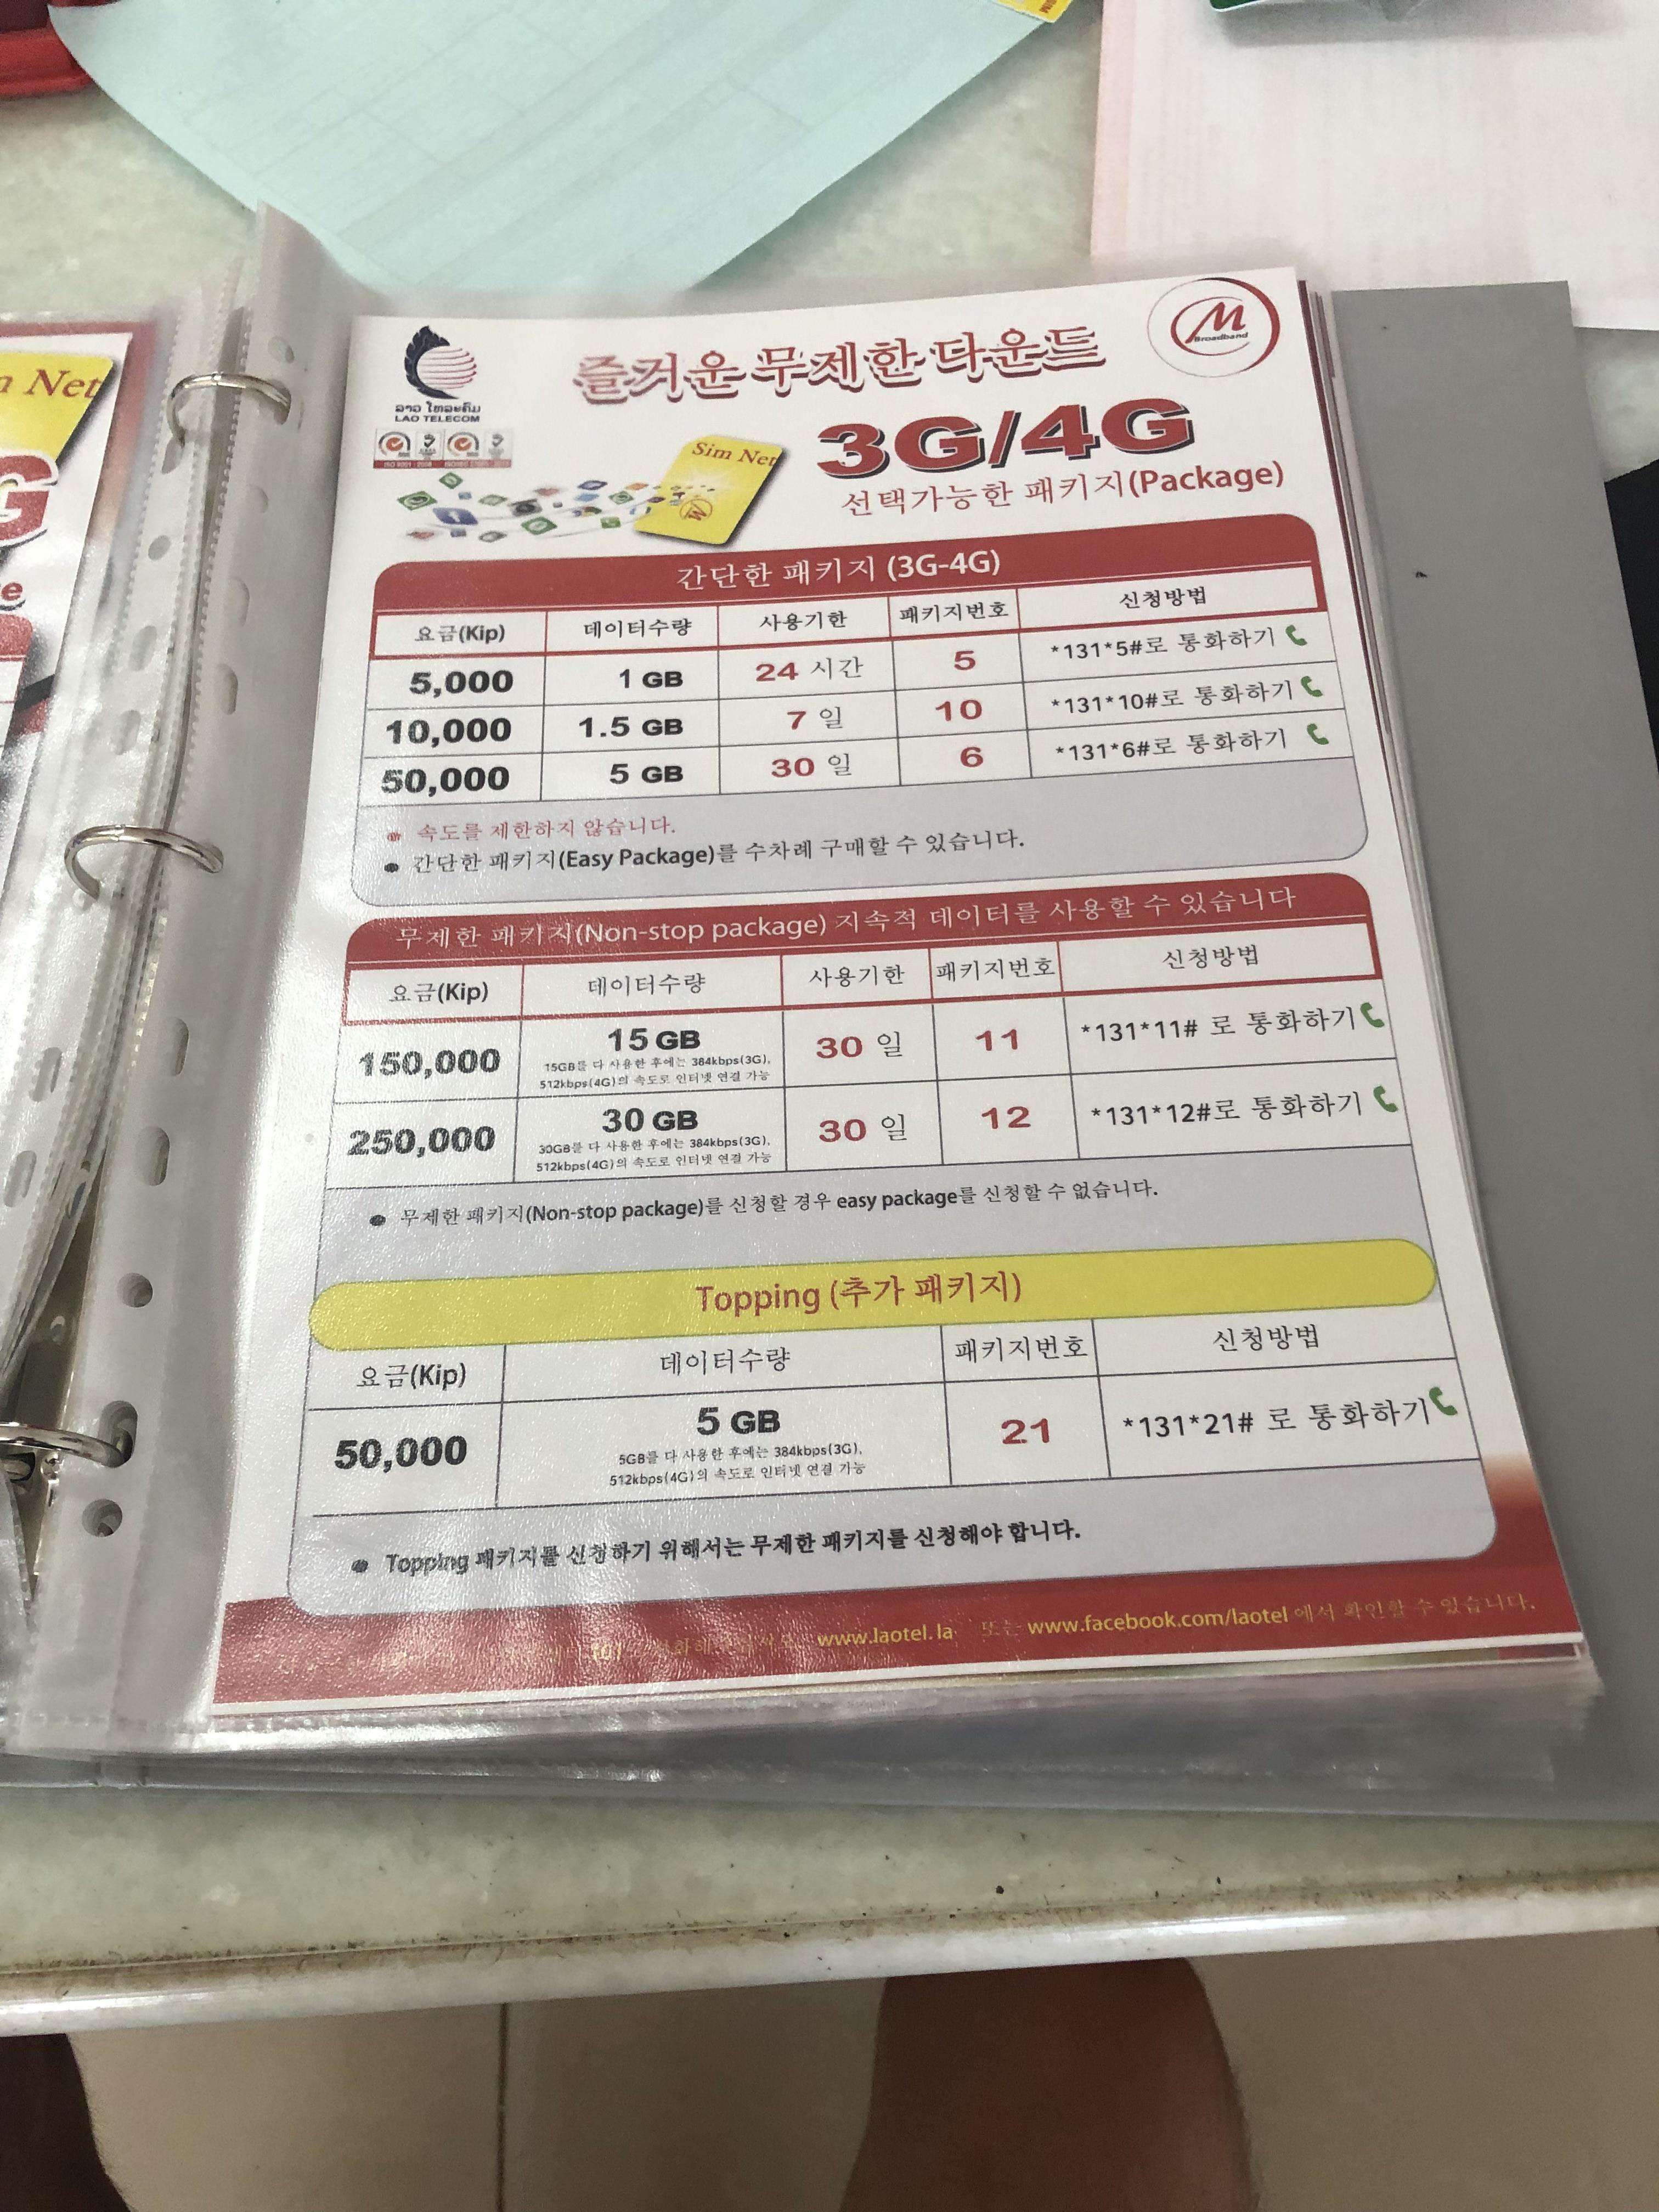 n Net
G
e
ລາວ ໂທລະຄົມ
LAO TELECOM
즐거운 무제한 다운드
M
Broadband
3G/4G
Sim Net
선택가능한 패키지(Package)
간단한 패키지 (3G-4G)
요금(Kip) 데이터수량 사용기한 패키지번호 신청방법
5,000 1 GB 24 시간 5 *131*5#로 통화하기
10,000 1.5 GB 7 일 10 *131*10#로 통화하기
50,000 5 GB 30 일 6 *131*6#로 통화하기
속도를 제한하지 않습니다.
간단한 패키지(Easy Package)를 수차례 구매할 수 있습니다.
무제한 패키지(Non-stop package) 지속적 데이터를 사용할 수 있습니다
요금(Kip) 데이터수량 사용기한 패키지번호 신청방법
150,000 15 GB 30 일 11 *131*11# 로 통화하기
15GB를 다 사용한 후에는 384kbps(3G),
512kbps(4G)의 속도로 인터넷 연결 가능
250,000 30 GB 30 일 12 *131*12#로 통화하기
30GB를 다 사용한 후에는 384kbps(3G),
512kbps(4G)의 속도로 인터넷 연결 가능
무제한 패키지(Non-stop package)를 신청할 경우 easy package를 신청할 수 없습니다.
Topping (추가 패키지)
요금(Kip) 데이터수량 패키지번호 신청방법
50,000 5 GB 21 *131*21# 로 통화하기
5GB를 다 사용한 후에는 384kbps(3G),
512kbps(4G)의 속도로 인터넷 연결 가능
Topping 패키지를 신청하기 위해서는 무제한 패키지를 신청해야 합니다.
www.laotel.la 또는 www.facebook.com/laotel 에서 확인할 수 있습니다.